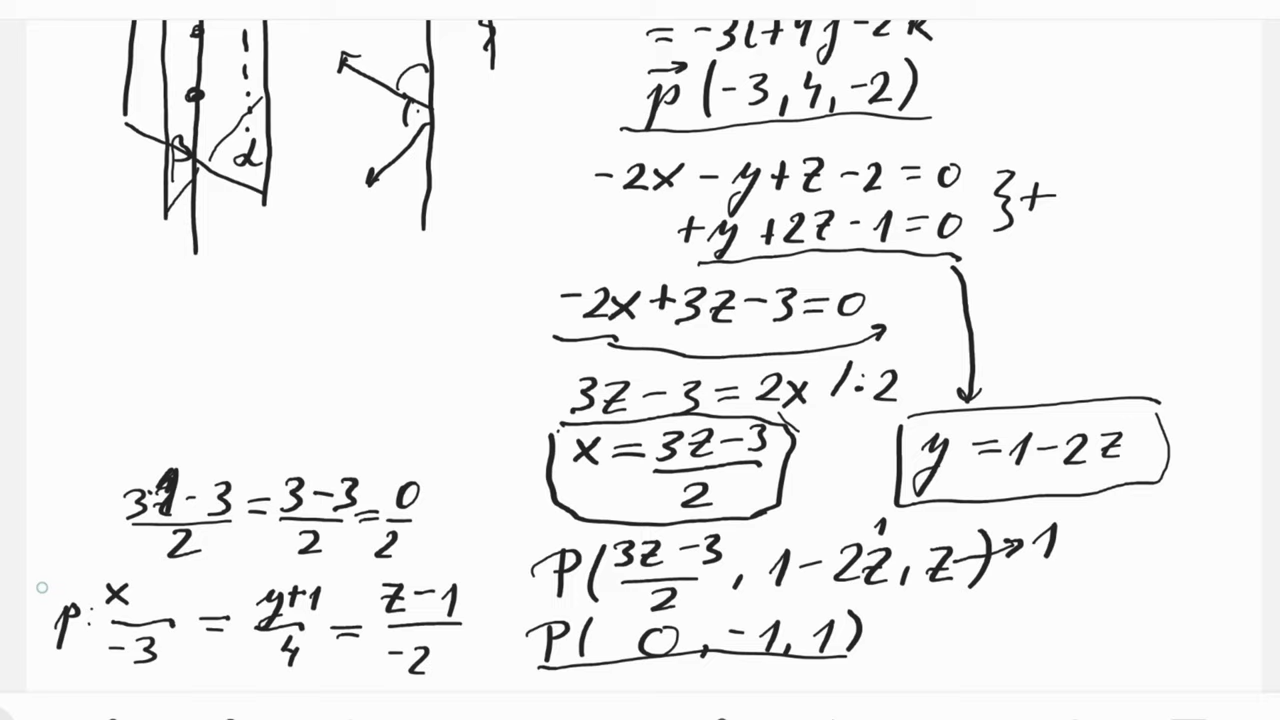 = -3i+4j-2k
p⃗ (-3, 4, -2)
-2x - y + z - 2 = 0
+y + 2z - 1 = 0 } +
-2x + 3z - 3 = 0
3z - 3 = 2x /:2
x = (3z-3)/2
y = 1 - 2z
(3·1 - 3)/2 = (3-3)/2 = 0/2
P((3z-3)/2, 1-2z, z) → 1
1
p: x/-3 = (y+1)/4 = (z-1)/-2
P( 0, -1, 1)
α
β